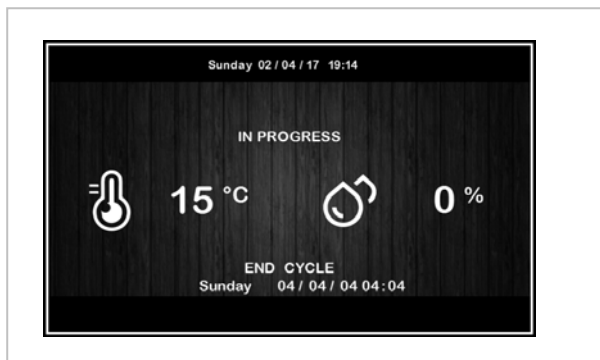 Sunday 02 / 04 / 17 19:14
IN PROGRESS
15 °C 0 %
END CYCLE
Sunday 04 / 04 / 04 04:04